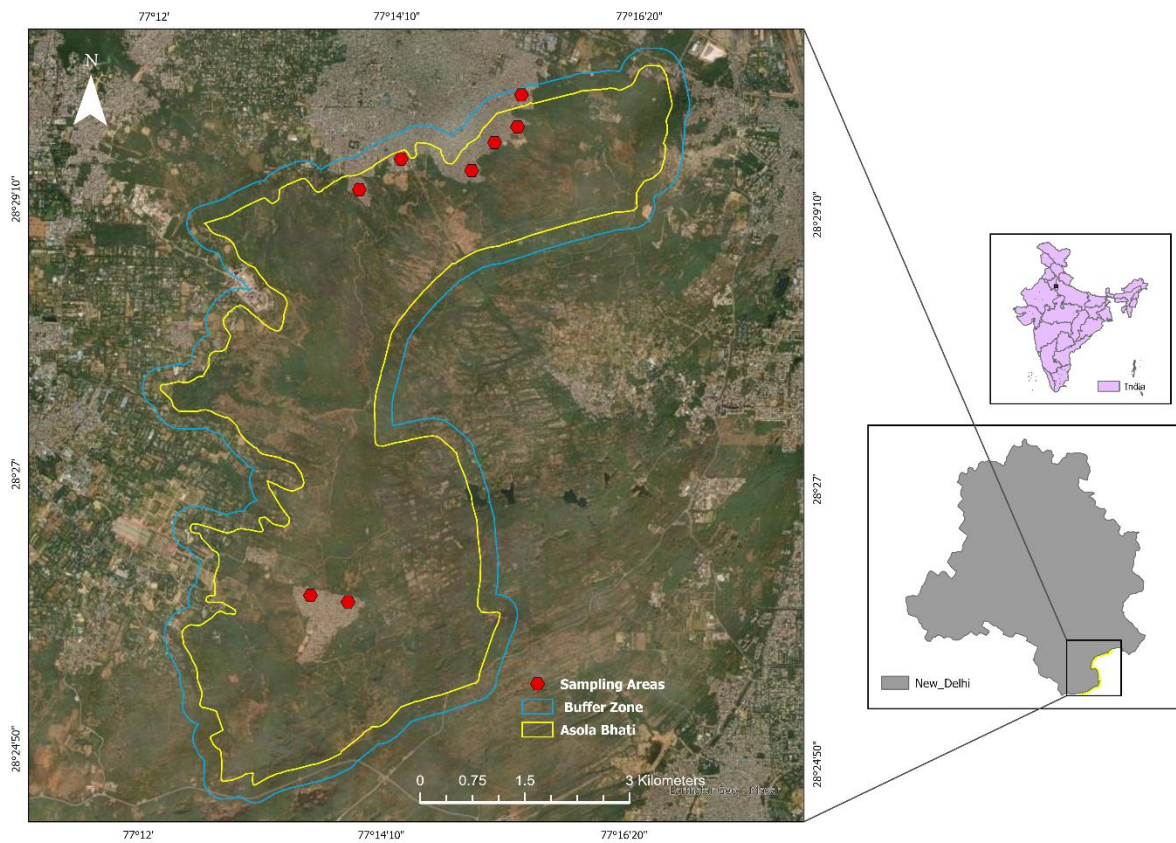 77°12' 77°14'10" 77°16'20"
N
28°29'10" 28°29'10"
India
28°27' 28°27'
New_Delhi
Sampling Areas
Buffer Zone
Asola Bhati
28°24'50" 28°24'50"
0 0.75 1.5 3 Kilometers
77°12' 77°14'10" 77°16'20"